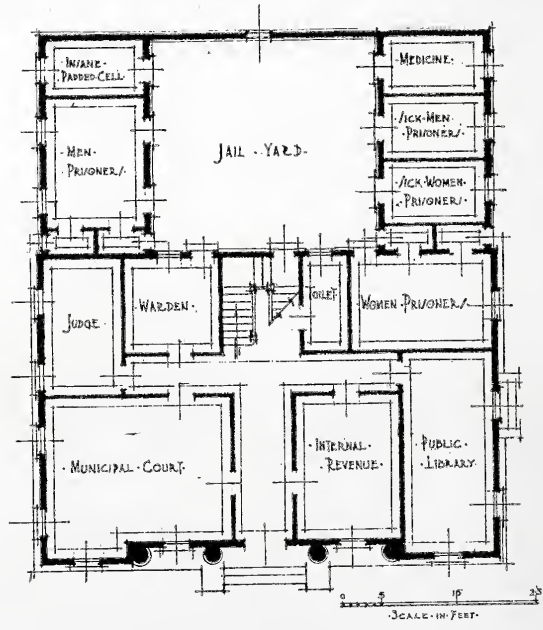 INSANE·
PADDED·CELL·
MEDICINE·
·MEN·
PRISONERS·
JAIL·YARD·
SICK·MEN·
·PRISONERS·
SICK·WOMEN·
·PRISONERS·
·JUDGE·
·WARDEN·
TOILET·
WOMEN·PRISONERS
·MUNICIPAL·COURT·
·INTERNAL·
·REVENUE·
·PUBLIC·
·LIBRARY·
0 5 15 25
·SCALE·IN·FEET·